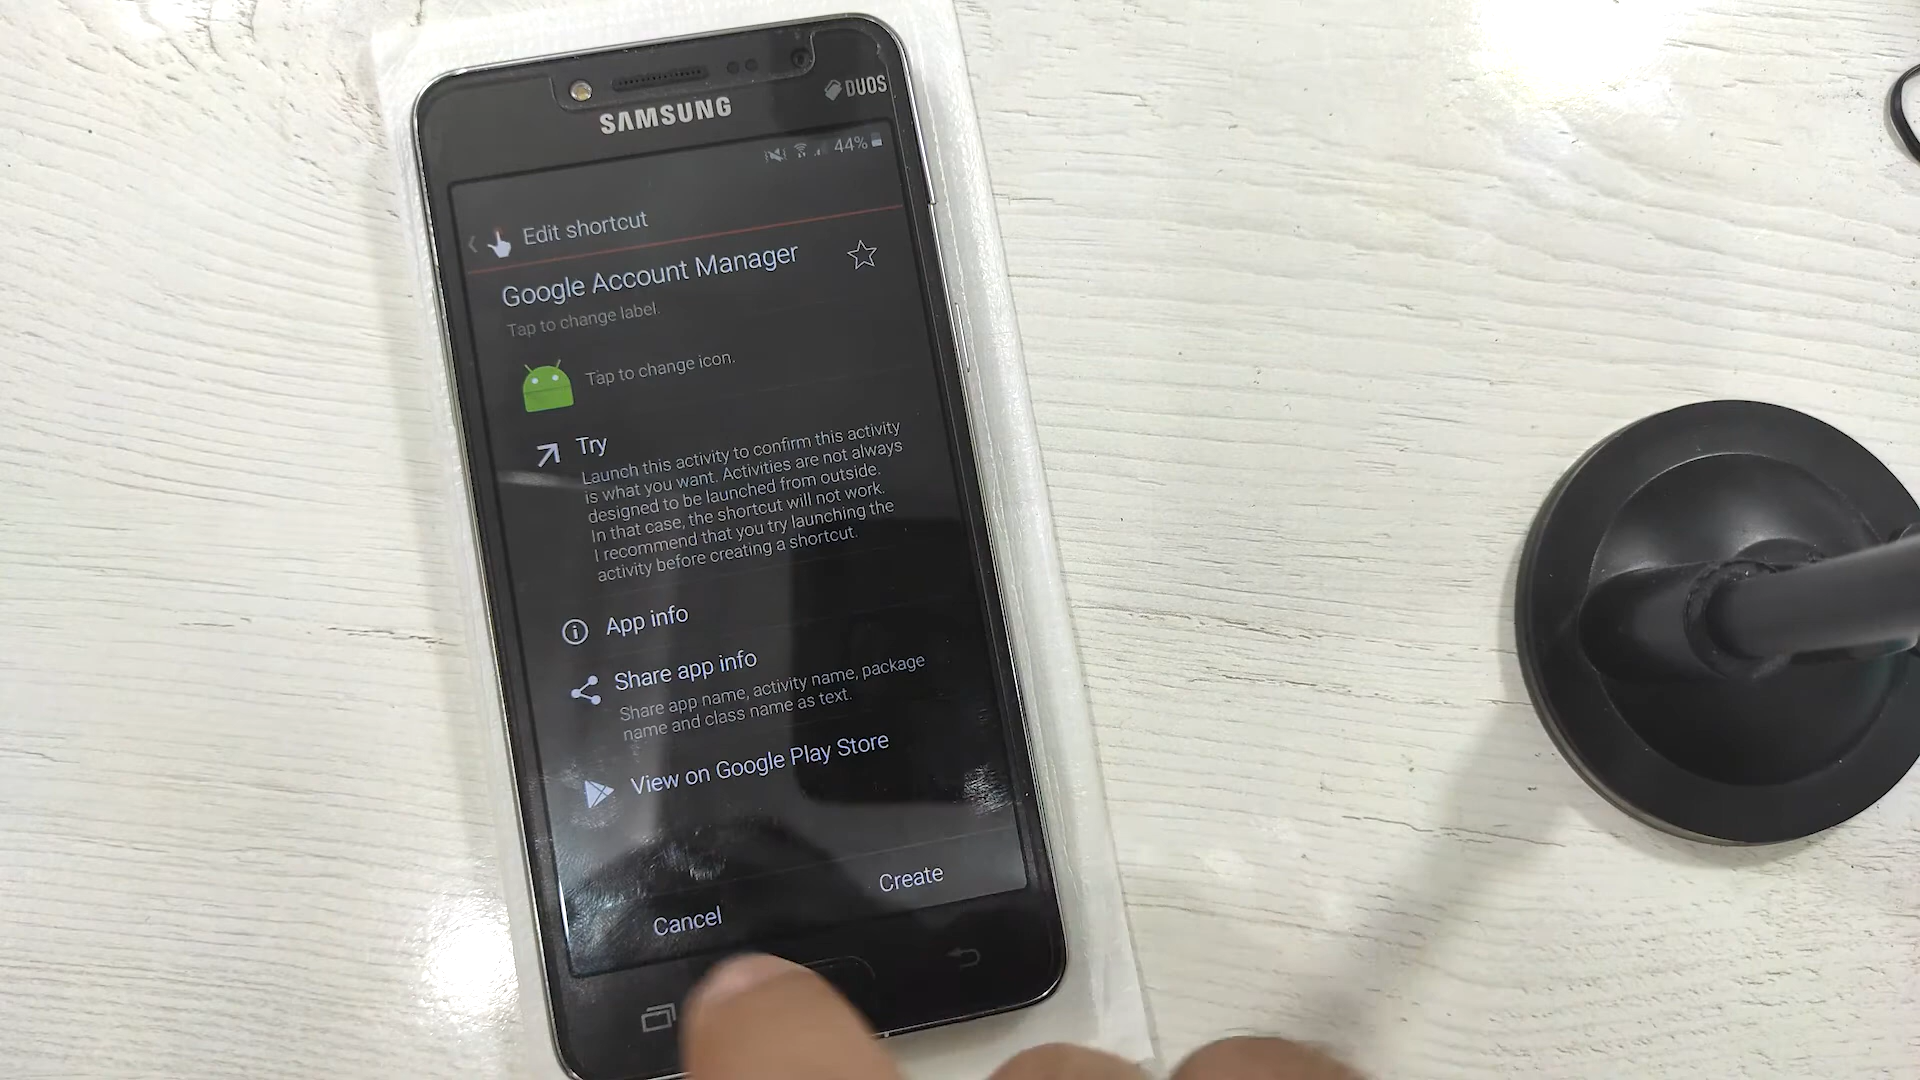 SAMSUNG
DUOS
44%
Edit shortcut
Google Account Manager
Tap to change label.
Tap to change icon.
Try
Launch this activity to confirm this activity
is what you want. Activities are not always
designed to be launched from outside.
In that case, the shortcut will not work.
I recommend that you try launching the
activity before creating a shortcut.
App info
Share app info
Share app name, activity name, package
name and class name as text.
View on Google Play Store
Cancel
Create